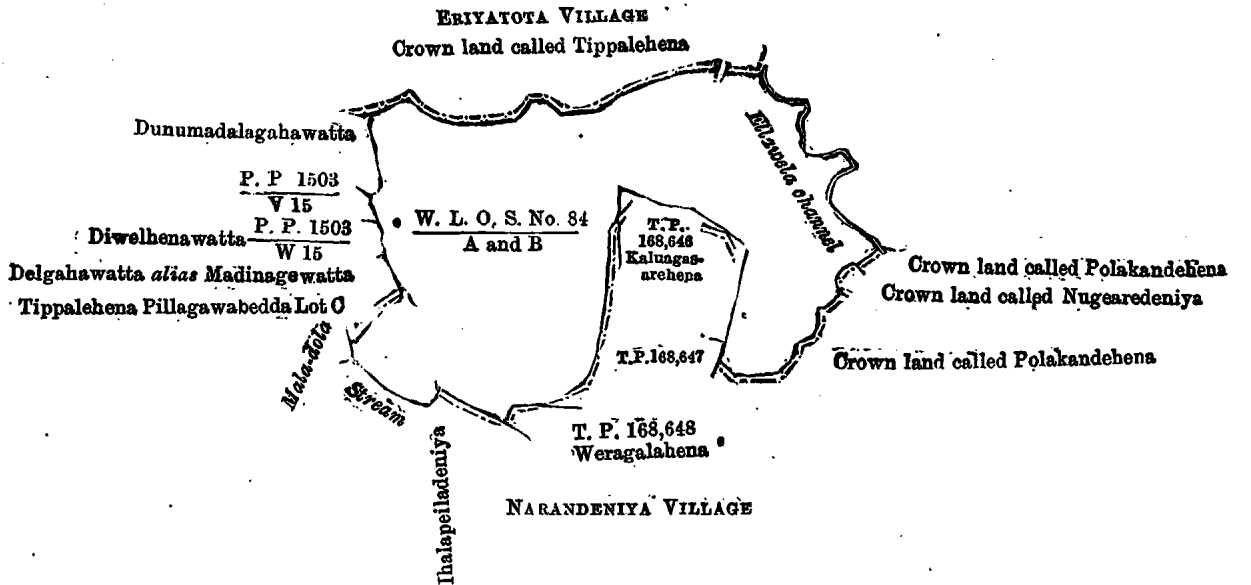 ERIYATOTA VILLAGE
Crown land called Tippalehena
Dunumadalagahawatta
P. P 1503
V 15
Diwelhenawatta P. P. 1503
W 15
Delgahawatta alias Madinagewatta
Tippalehena Pillagawabedda Lot C
W. L. O, S. No. 84
A and B
T. P..
168,646
Kalungas-
arehena
T.P.168,647
Ellawela channel
Crown land called Polakandehena
Crown land called Nugearedeniya
Crown land called Polakandehena
Mala-dola
Stream
Ihalapeiladeniya
T. P. 168,648
Weragalahena
NARANDENIYA VILLAGE